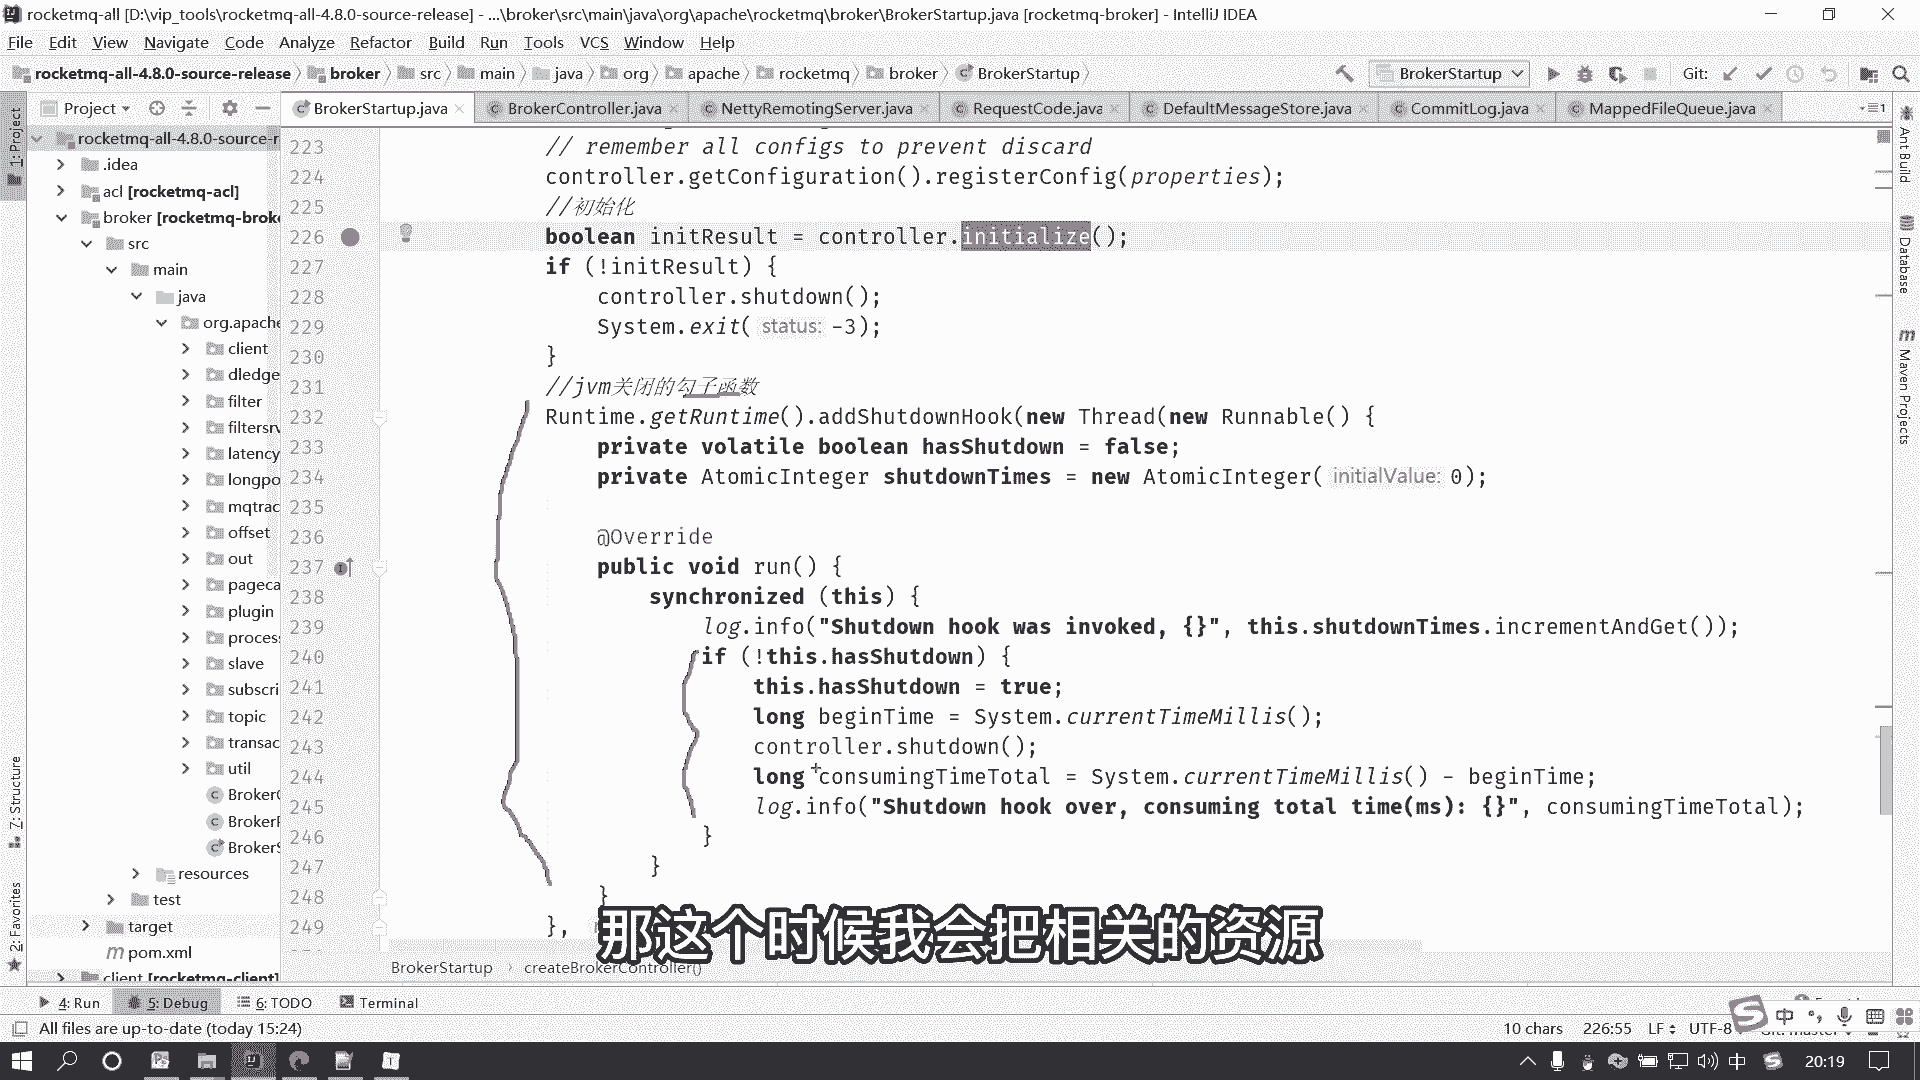 rocketmq-all [D:\vip_tools\rocketmq-all-4.8.0-source-release] - ...\broker\src\main\java\org\apache\rocketmq\broker\BrokerStartup.java [rocketmq-broker] - IntelliJ IDEA
File Edit View Navigate Code Analyze Refactor Build Run Tools VCS Window Help
rocketmq-all-4.8.0-source-release broker src main java org apache rocketmq broker BrokerStartup
BrokerStartup Git:
Project
BrokerStartup.java BrokerController.java NettyRemotingServer.java RequestCode.java DefaultMessageStore.java CommitLog.java MappedFileQueue.java
1: Project
7: Structure
2: Favorites
rocketmq-all-4.8.0-source-r
.idea
acl [rocketmq-acl]
broker [rocketmq-broke
src
main
java
org.apache
client
dledge
filter
filtersrv
latency
longpo
mqtrac
offset
out
pageca
plugin
process
slave
subscri
topic
transac
util
Broker
Broker
Broker
resources
test
target
pom.xml
client [rocketmq-client]
223 // remember all configs to prevent discard
224 controller.getConfiguration().registerConfig(properties);
225 //初始化
226 boolean initResult = controller.initialize();
227 if (!initResult) {
228 controller.shutdown();
229 System.exit( status: -3);
230 }
231 //jvm关闭的勾子函数
232 Runtime.getRuntime().addShutdownHook(new Thread(new Runnable() {
233 private volatile boolean hasShutdown = false;
234 private AtomicInteger shutdownTimes = new AtomicInteger( initialValue: 0);
235
236 @Override
237 public void run() {
238 synchronized (this) {
239 log.info("Shutdown hook was invoked, {}", this.shutdownTimes.incrementAndGet());
240 if (!this.hasShutdown) {
241 this.hasShutdown = true;
242 long beginTime = System.currentTimeMillis();
243 controller.shutdown();
244 long consumingTimeTotal = System.currentTimeMillis() - beginTime;
245 log.info("Shutdown hook over, consuming total time(ms): {}", consumingTimeTotal);
246 }
247 }
248 }
249 },
那这个时候我会把相关的资源
BrokerStartup createBrokerController()
Ant Build
Database
Maven Projects
4: Run 5: Debug 6: TODO Terminal
All files are up-to-date (today 15:24)
10 chars 226:55 LF UTF-8
中
中 20:19